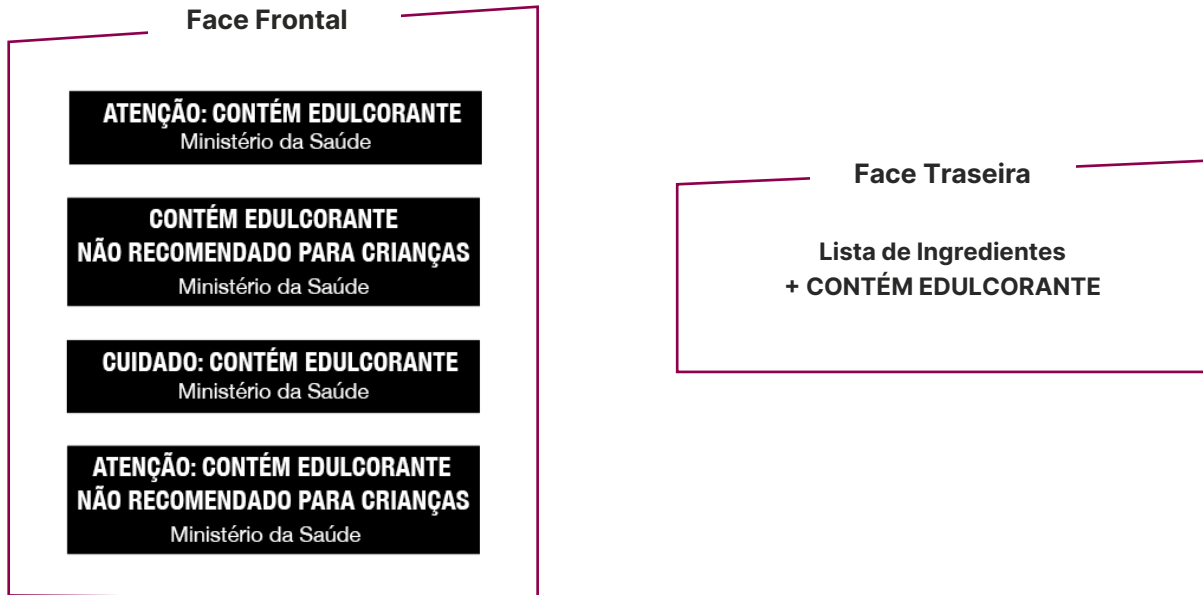 Face Frontal
ATENÇÃO: CONTÉM EDULCORANTE
Ministério da Saúde
CONTÉM EDULCORANTE
NÃO RECOMENDADO PARA CRIANÇAS
Ministério da Saúde
CUIDADO: CONTÉM EDULCORANTE
Ministério da Saúde
ATENÇÃO: CONTÉM EDULCORANTE
NÃO RECOMENDADO PARA CRIANÇAS
Ministério da Saúde
Face Traseira
Lista de Ingredientes
+ CONTÉM EDULCORANTE